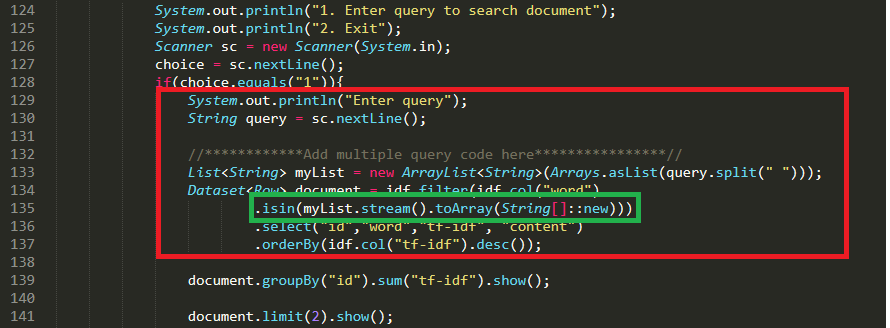 124 System.out.println("1. Enter query to search document");
125 System.out.println("2. Exit");
126 Scanner sc = new Scanner(System.in);
127 choice = sc.nextLine();
128 if(choice.equals("1")){
129 System.out.println("Enter query");
130 String query = sc.nextLine();
131
132 //************Add multiple query code here****************//
133 List<String> myList = new ArrayList<String>(Arrays.asList(query.split(" ")));
134 Dataset<Row> document = idf.filter(idf.col("word")
135 .isin(myList.stream().toArray(String[]::new)))
136 .select("id","word","tf-idf", "content")
137 .orderBy(idf.col("tf-idf").desc());
138
139 document.groupBy("id").sum("tf-idf").show();
140
141 document.limit(2).show();